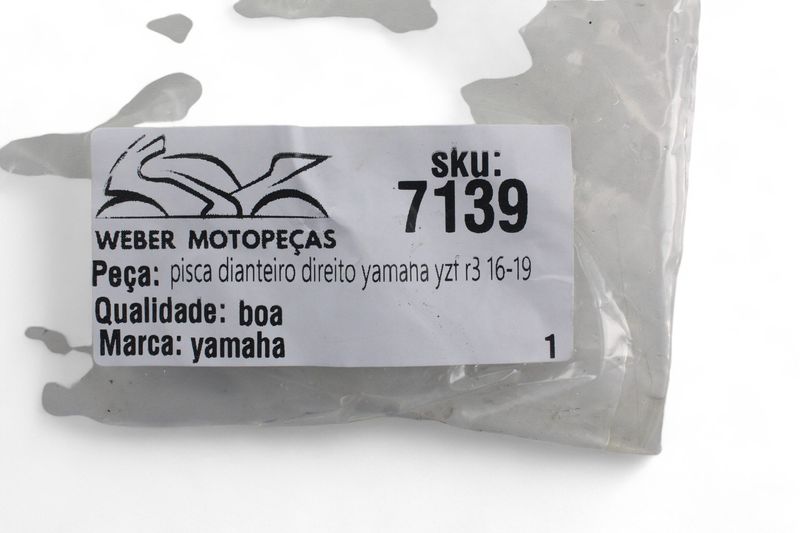 sku:
7139
WEBER MOTOPEÇAS
Peça: pisca dianteiro direito yamaha yzf r3 16-19
Qualidade: boa
Marca: yamaha
1